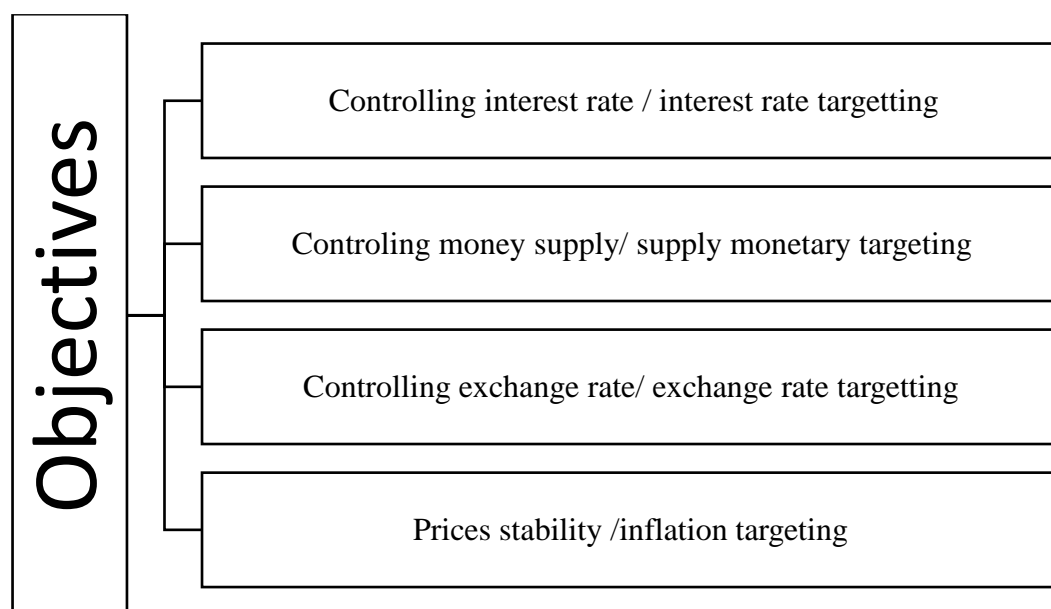 Objectives
Controlling interest rate / interest rate targetting
Controling money supply/ supply monetary targeting
Controlling exchange rate/ exchange rate targetting
Prices stability /inflation targeting